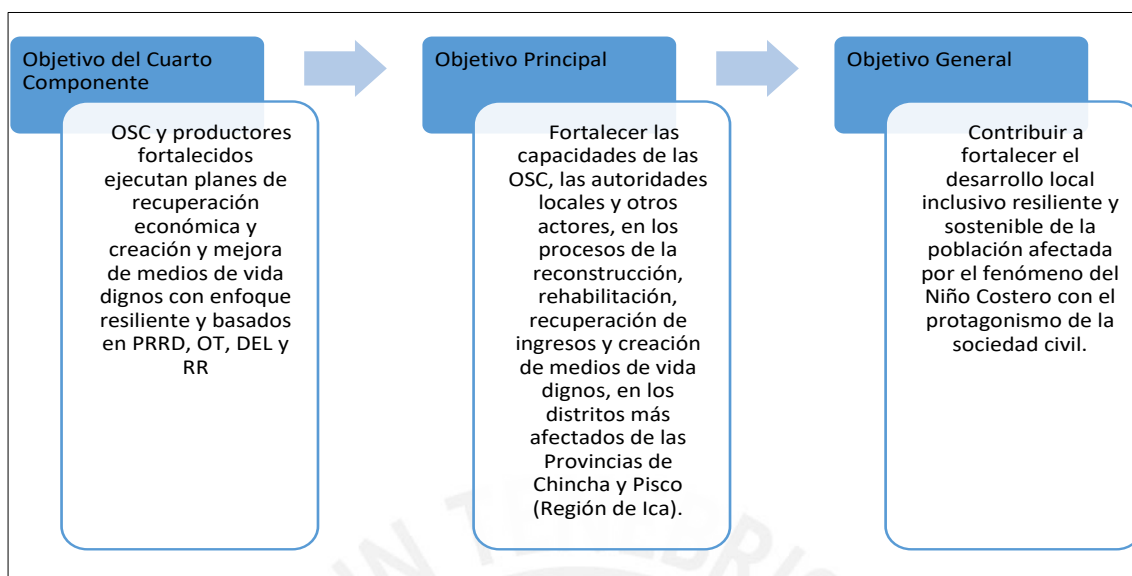 Objetivo del Cuarto
Componente
OSC y productores
fortalecidos
ejecutan planes de
recuperación
económica y
creación y mejora
de medios de vida
dignos con enfoque
resiliente y basados
en PRRD, OT, DEL y
RR
Objetivo Principal
Fortalecer las
capacidades de las
OSC, las autoridades
locales y otros
actores, en los
procesos de la
reconstrucción,
rehabilitación,
recuperación de
ingresos y creación
de medios de vida
dignos, en los
distritos más
afectados de las
Provincias de
Chincha y Pisco
(Región de Ica).
Objetivo General
Contribuir a
fortalecer el
desarrollo local
inclusivo resiliente y
sostenible de la
población afectada
por el fenómeno del
Niño Costero con el
protagonismo de la
sociedad civil.
IN TENEBRIS